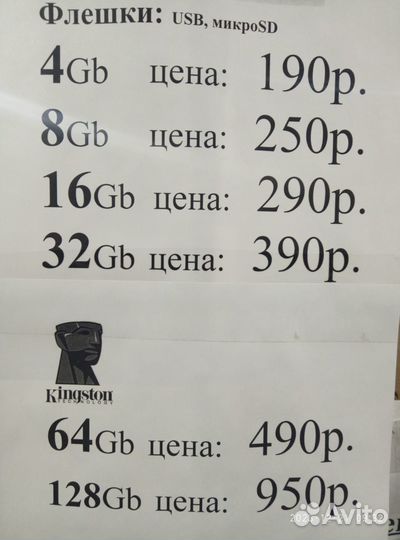 Флешки: USB, микроSD
4Gb цена: 190р.
8Gb цена: 250р.
16Gb цена: 290р.
32Gb цена: 390р.
Kingston
TECHNOLOGY
64Gb цена: 490р.
128Gb цена: 950р.
Avito